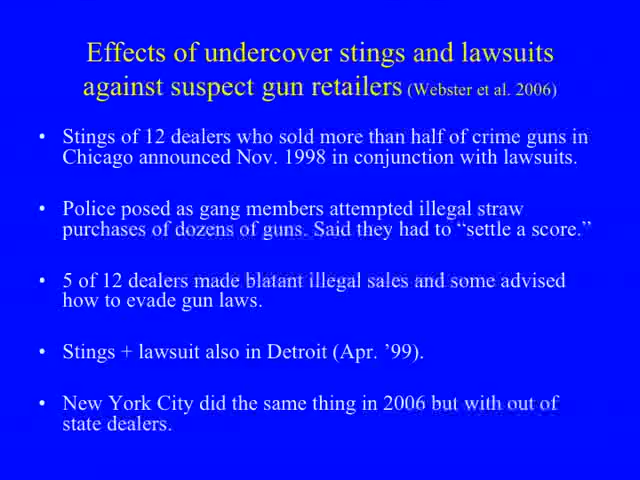 Effects of undercover stings and lawsuits
against suspect gun retailers (Webster et al. 2006)
• Stings of 12 dealers who sold more than half of crime guns in
Chicago announced Nov. 1998 in conjunction with lawsuits.
• Police posed as gang members attempted illegal straw
purchases of dozens of guns. Said they had to “settle a score.”
• 5 of 12 dealers made blatant illegal sales and some advised
how to evade gun laws.
• Stings + lawsuit also in Detroit (Apr. ’99).
• New York City did the same thing in 2006 but with out of
state dealers.